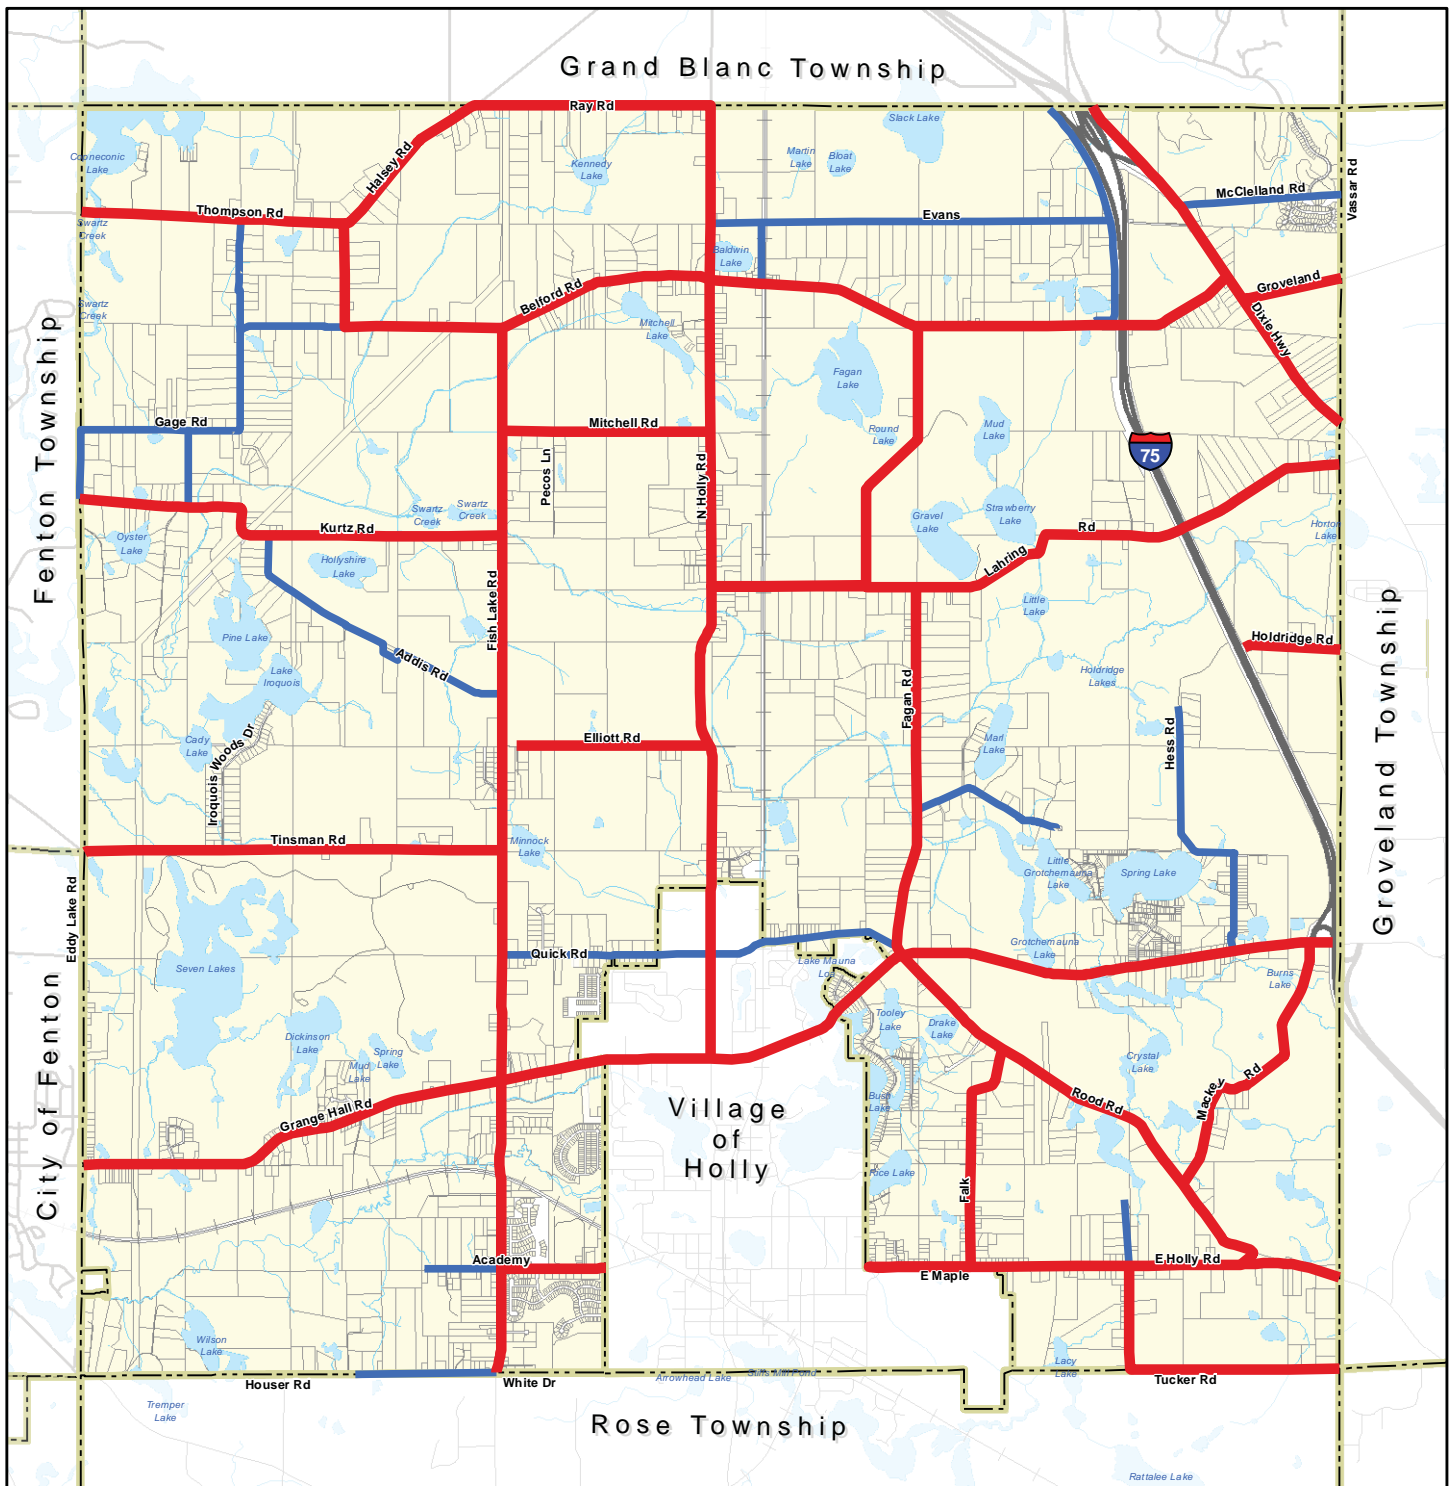 Grand Blanc Township
Ray Rd
Slack Lake
Cooneconic
Lake
Halsey Rd
Kennedy
Lake
Martin
Lake
Bloat
Lake
Vassar Rd
McClelland Rd
Thompson Rd
Evans
Swartz
Creek
Baldwin
Lake
Belford Rd
Groveland
Swartz
Creek
Mitchell
Lake
Dixie Hwy
Fenton Township
Fagan
Lake
Gage Rd
Mitchell Rd
Round
Lake
Mud
Lake
75
Pecos Ln
N Holly Rd
Swartz
Creek
Swartz
Creek
Kurtz Rd
Gravel
Lake
Strawberry
Lake
Rd
Horton
Lake
Oyster
Lake
Hollyshire
Lake
Lahring
Fish Lake Rd
Little
Lake
Pine Lake
Holdridge Rd
Addis Rd
Lake
Iroquois
Holdridge
Lakes
Groveland Township
Fagan Rd
Cady
Lake
Iroquois Woods Dr
Elliott Rd
Marl
Lake
Hess Rd
Tinsman Rd
Minnock
Lake
Little
Grotchemauna
Lake
Spring Lake
Eddy Lake Rd
Quick Rd
Grotchemauna
Lake
Seven Lakes
Lake Mauna
Loa
Burns
Lake
City of Fenton
Dickinson
Lake
Spring
Lake
Mud
Lake
Tooley
Lake
Drake
Lake
Crystal
Lake
Mackey Rd
Grange Hall Rd
Rood Rd
Bush
Lake
Village
of
Holly
Rice Lake
Falk
Academy
E Holly Rd
E Maple
Wilson
Lake
Lacy
Lake
Houser Rd
White Dr
Arrowhead Lake
Stiffs Mill Pond
Tucker Rd
Tremper
Lake
Rose Township
Rattalee Lake